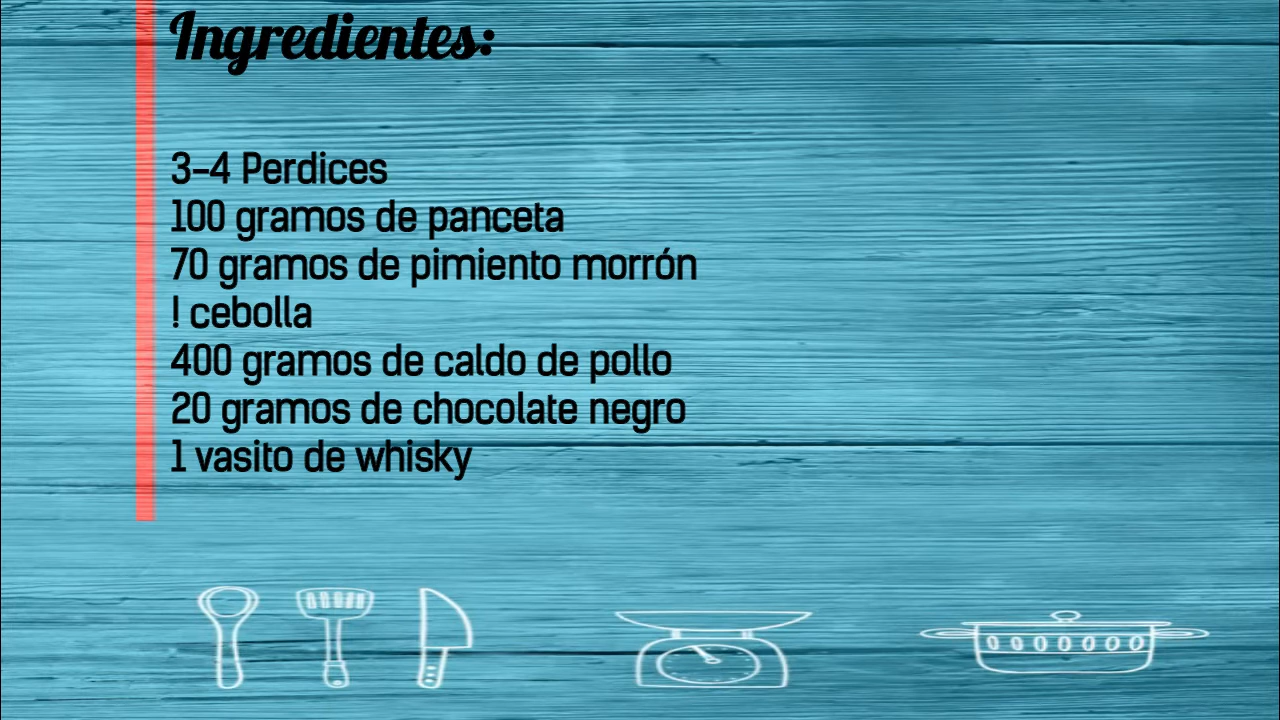 Ingredientes:
3-4 Perdices
100 gramos de panceta
70 gramos de pimiento morrón
! cebolla
400 gramos de caldo de pollo
20 gramos de chocolate negro
1 vasito de whisky